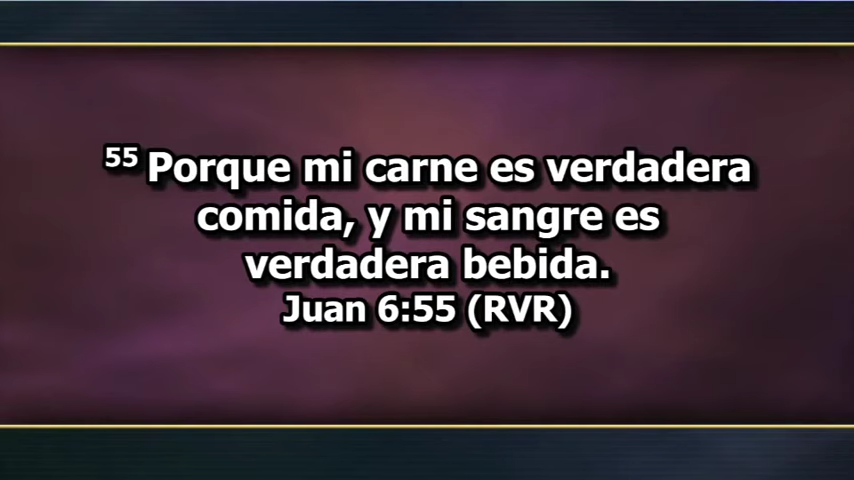 55 Porque mi carne es verdadera
comida, y mi sangre es
verdadera bebida.
Juan 6:55 (RVR)